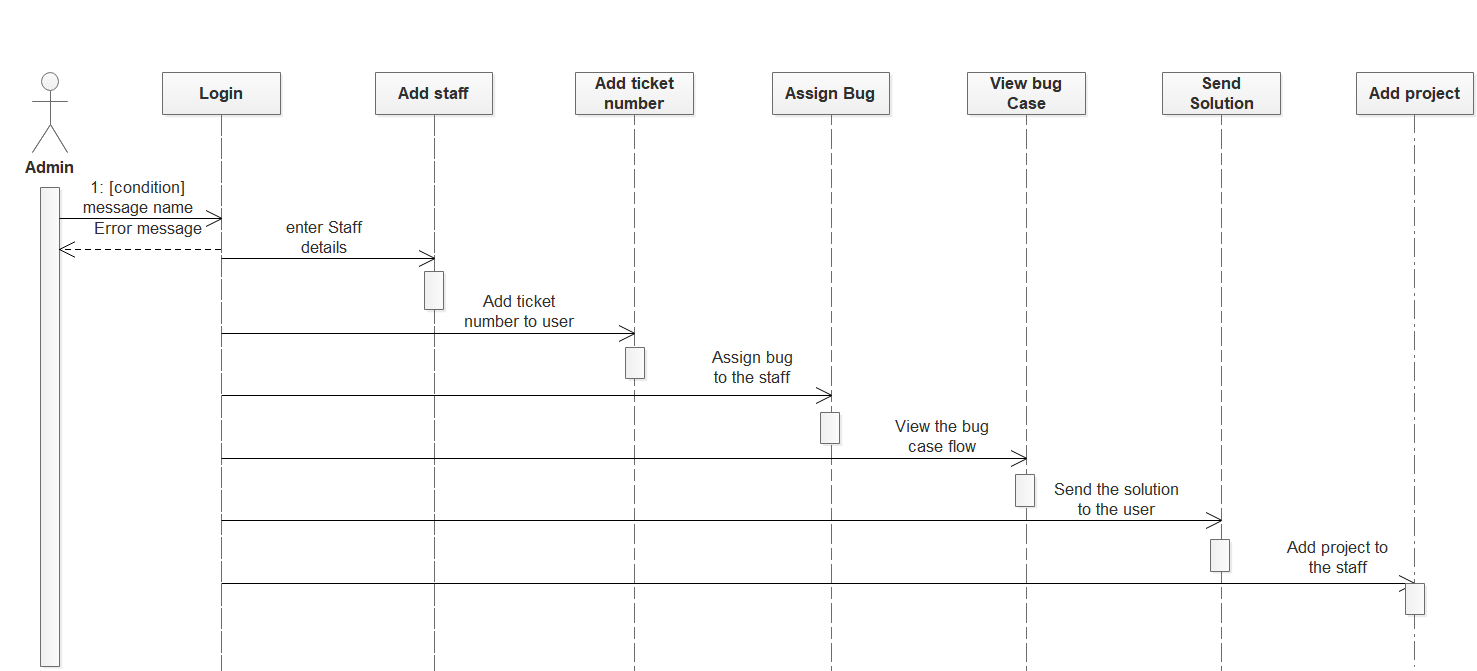 Login
Add staff
Add ticket
number
Assign Bug
View bug
Case
Send
Solution
Add project
Admin
1: [condition]
message name
Error message
enter Staff
details
Add ticket
number to user
Assign bug
to the staff
View the bug
case flow
Send the solution
to the user
Add project to
the staff